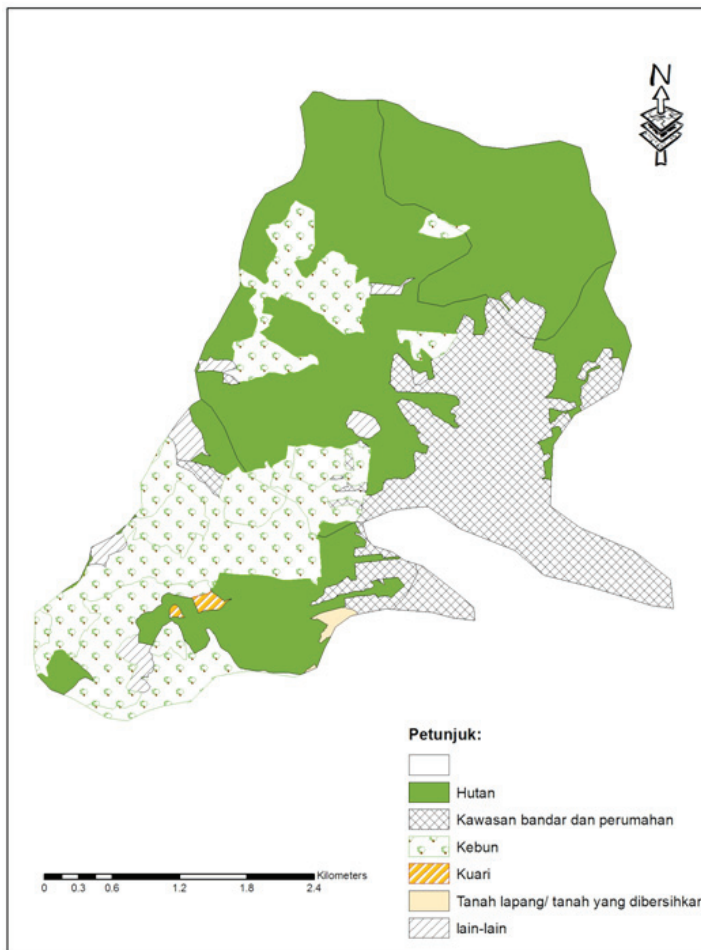 N
Petunjuk:
Hutan
Kawasan bandar dan perumahan
Kebun
Kuari
Tanah lapang/ tanah yang dibersihkan
lain-lain
Kilometers
0 0.3 0.6 1.2 1.8 2.4